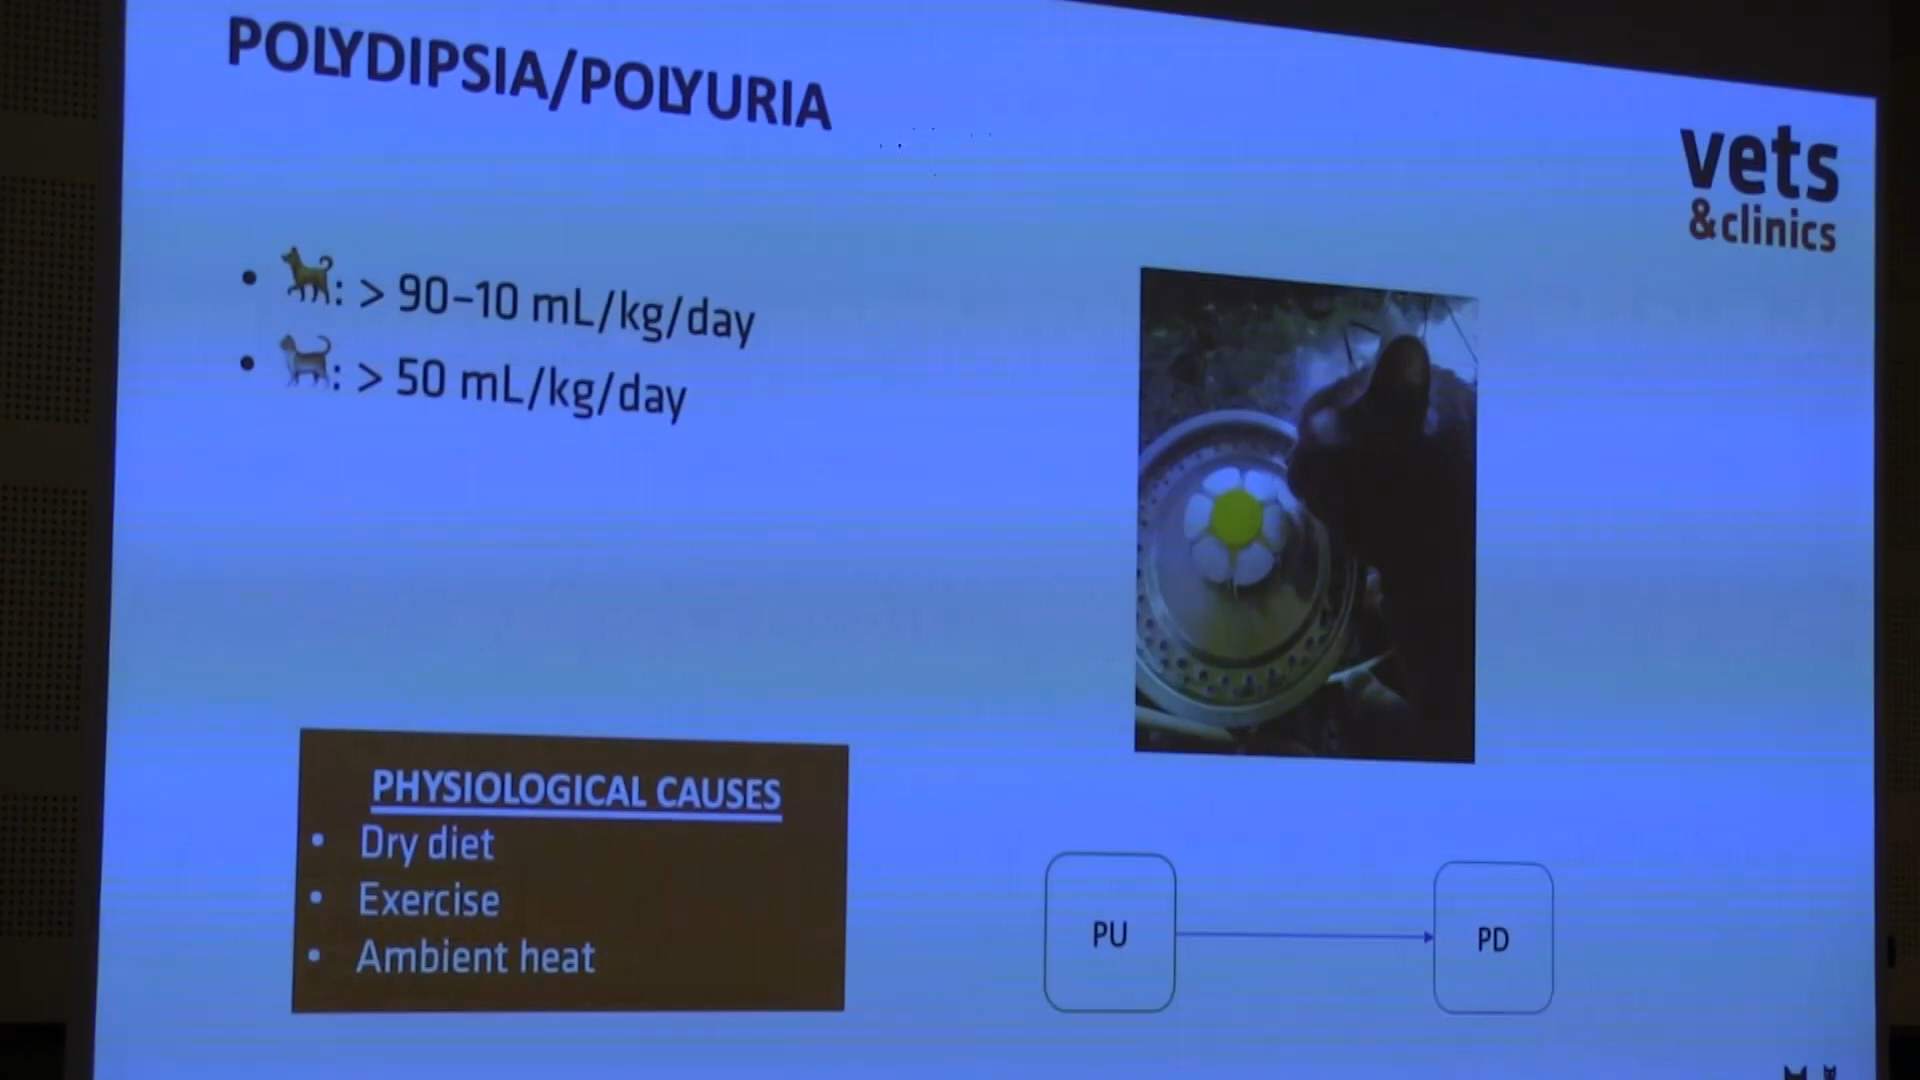 POLYDIPSIA/POLYURIA
vets
&clinics
• : > 90-10 mL/kg/day
• : > 50 mL/kg/day
PHYSIOLOGICAL CAUSES
• Dry diet
• Exercise
• Ambient heat
PU
PD